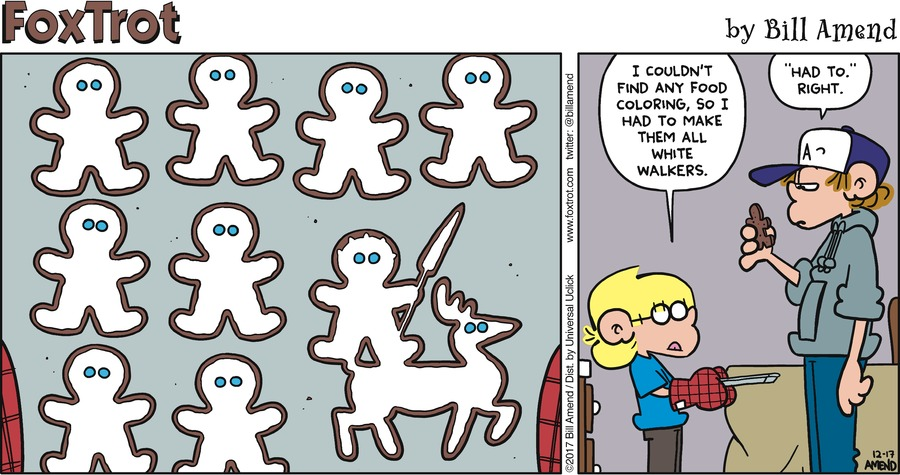 FoxTrot
by Bill Amend
©2017 Bill Amend / Dist. by Universal Uclick www.foxtrot.com twitter: @billamend
I COULDN'T
FIND ANY FOOD
COLORING, SO I
HAD TO MAKE
THEM ALL
WHITE
WALKERS.
"HAD TO."
RIGHT.
A
12-17
AMEND